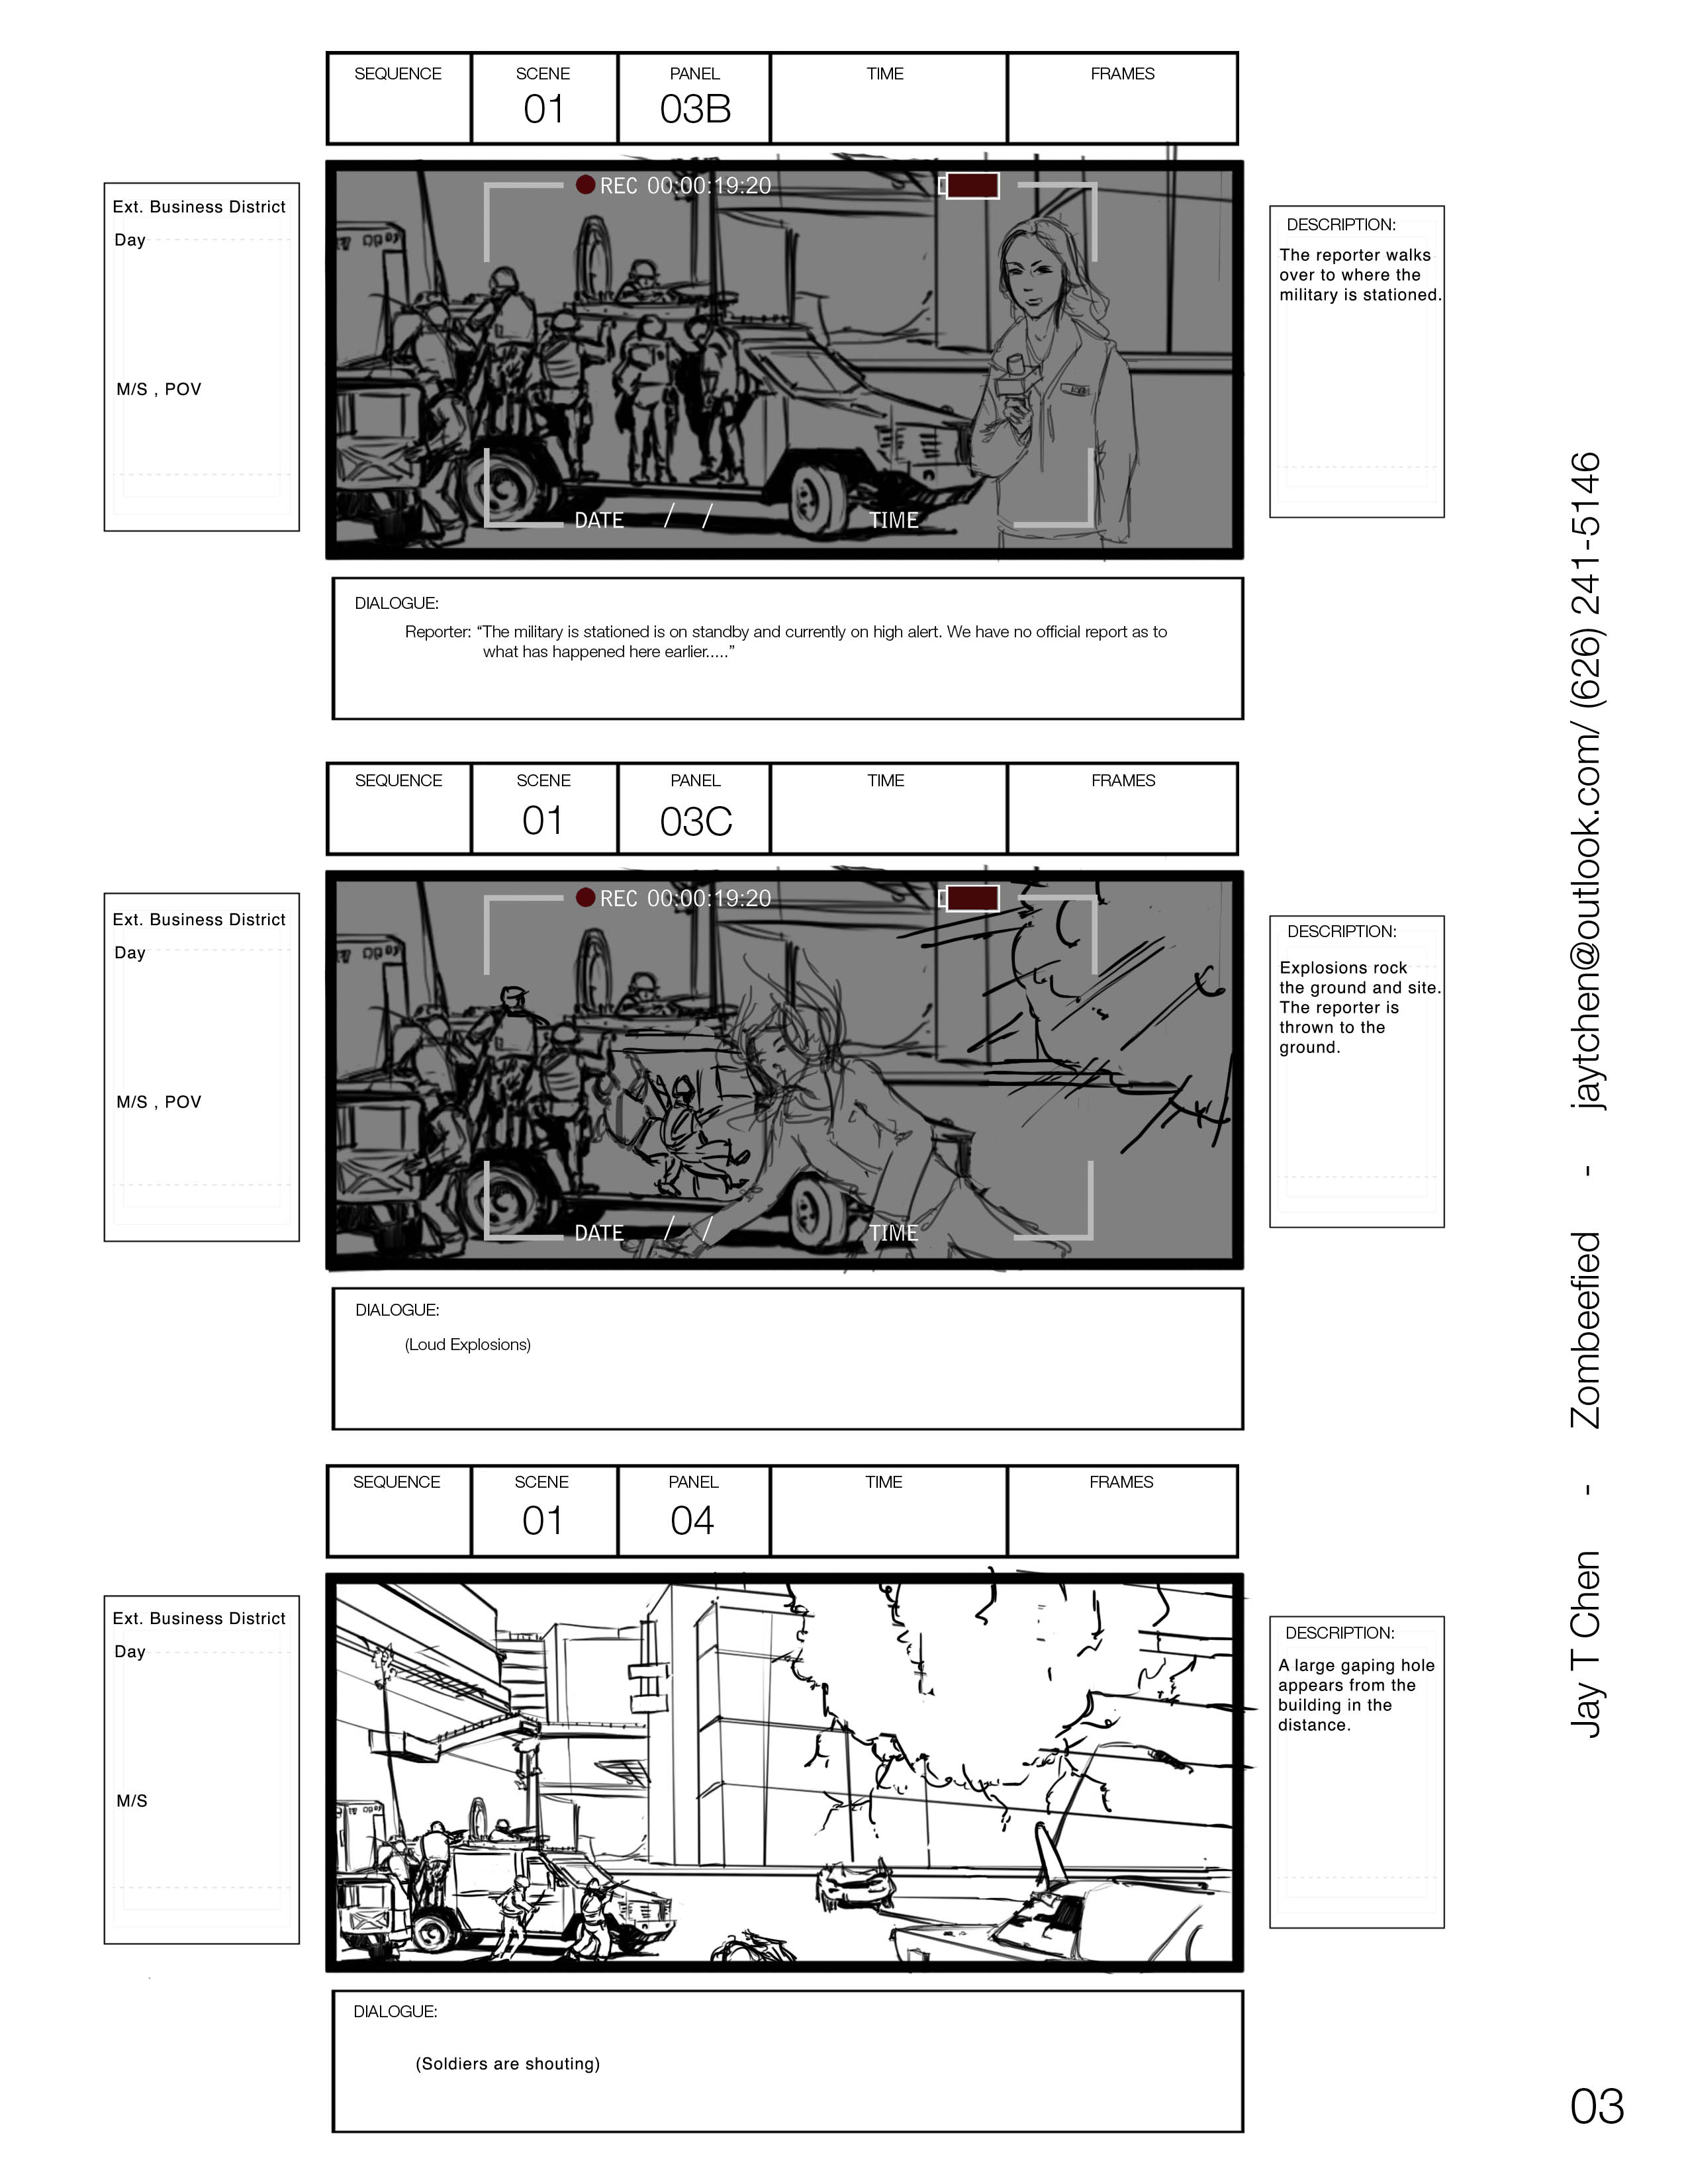 SEQUENCE SCENE PANEL TIME FRAMES
01 03B
Ext. Business District
Day
M/S , POV
REC 00:00:19:20
DATE / / TIME
DESCRIPTION:
The reporter walks
over to where the
military is stationed.
DIALOGUE:
Reporter: “The military is stationed is on standby and currently on high alert. We have no official report as to
what has happened here earlier.....”
SEQUENCE SCENE PANEL TIME FRAMES
01 03C
Ext. Business District
Day
M/S , POV
REC 00:00:19:20
DATE / / TIME
DESCRIPTION:
Explosions rock
the ground and site.
The reporter is
thrown to the
ground.
DIALOGUE:
(Loud Explosions)
SEQUENCE SCENE PANEL TIME FRAMES
01 04
Ext. Business District
Day
M/S
DESCRIPTION:
A large gaping hole
appears from the
building in the
distance.
DIALOGUE:
(Soldiers are shouting)
Jay T Chen - Zombeefied - jaytchen@outlook.com/ (626) 241-5146
03